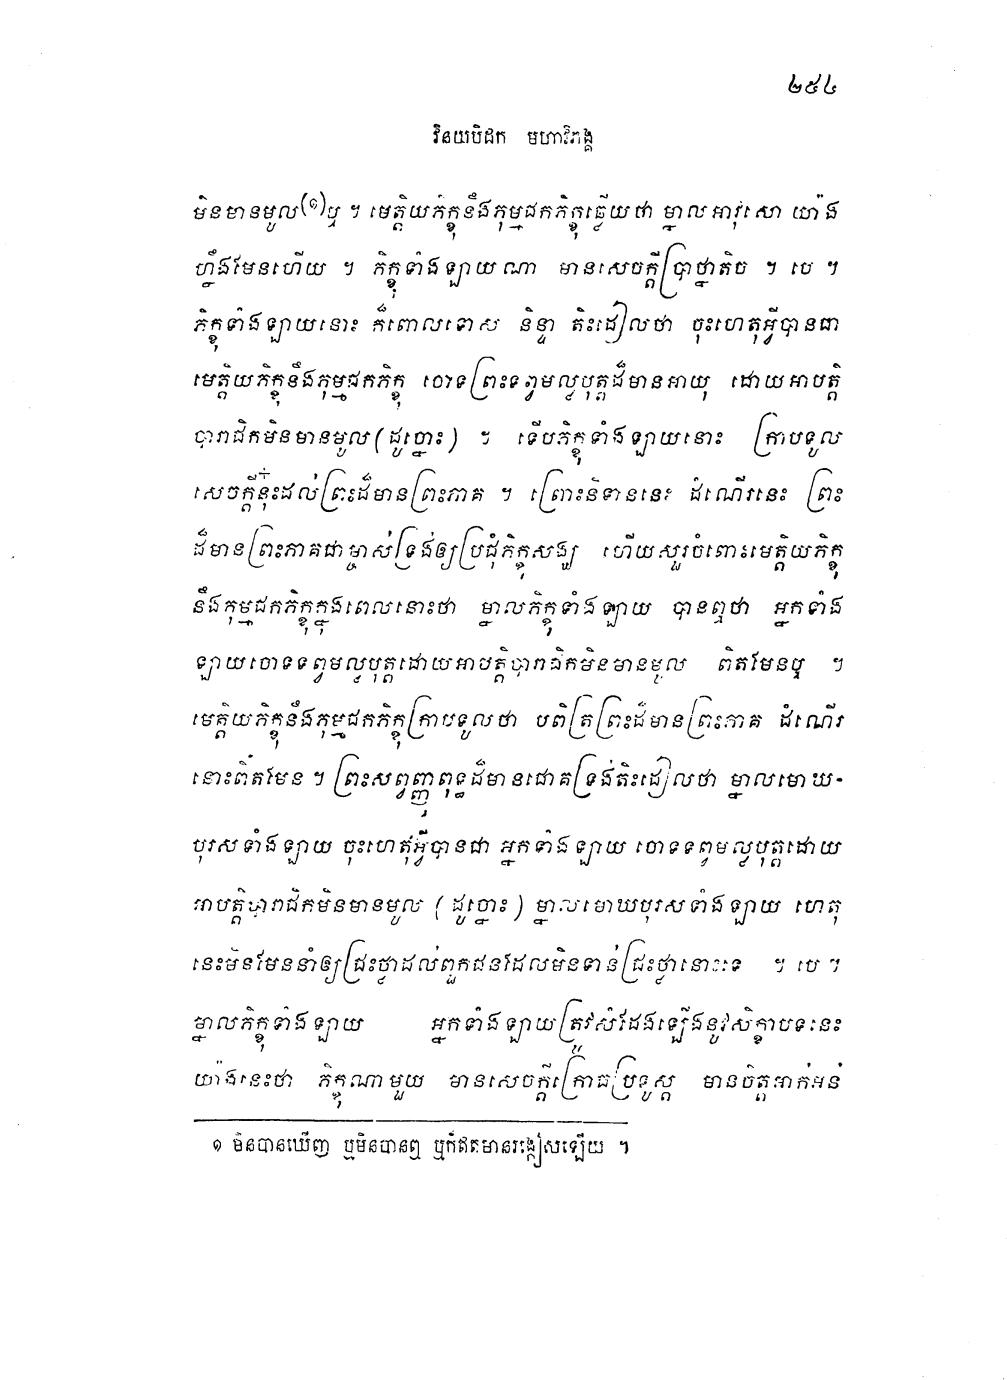 ២៥៤
វិនយបិដក មហាវិភង្គ
មិនមានមូល(១)ឬ ។ មេត្តិយភិក្ខុនឹងកុម្មជកភិក្ខុឆ្លើយថា ម្នាលអាវុសោ យ៉ាង
ហ្នឹងមែនហើយ ។ ភិក្ខុទាំងឡាយណា មានសេចក្តីប្រាថ្នាតិច ។ បេ ។
ភិក្ខុទាំងឡាយនោះ ក៏ពោលទោស និន្ទា តិះដៀលថា ចុះហេតុអ្វីបានជា
មេត្តិយភិក្ខុនឹងកុម្មជកភិក្ខុ ចោទព្រះទព្វមល្លបុត្តដ៏មានអាយុ ដោយអាបត្តិ
បារាជិកមិនមានមូល (ដូច្នោះ) ។ ទើបភិក្ខុទាំងឡាយនោះ ក្រាបទូល
សេចក្តីនុ៎ះដល់ព្រះដ៏មានព្រះភាគ ។ ព្រោះនិទាននេះ ដំណើរនេះ ព្រះ
ដ៏មានព្រះភាគជាម្ចាស់ទ្រង់ឲ្យប្រជុំភិក្ខុសង្ឃ ហើយសួរចំពោះមេត្តិយភិក្ខុ
នឹងកុម្មជកភិក្ខុក្នុងពេលនោះថា ម្នាលភិក្ខុទាំងឡាយ បានឮថា អ្នកទាំង
ឡាយចោទទព្វមល្លបុត្តដោយអាបត្តិបារាជិកមិនមានមូល ពិតមែនឬ ។
មេត្តិយភិក្ខុនឹងកុម្មជកភិក្ខុក្រាបទូលថា បពិត្រព្រះដ៏មានព្រះភាគ ដំណើរ
នោះពិតមែន ។ ព្រះសព្វញ្ញុពុទ្ធដ៏មានជោគទ្រង់តិះដៀលថា ម្នាលមោឃ-
បុរសទាំងឡាយ ចុះហេតុអ្វីបានជា អ្នកទាំងឡាយ ចោទទព្វមល្លបុត្តដោយ
អាបត្តិបារាជិកមិនមានមូល (ដូច្នោះ) ម្នាលមោឃបុរសទាំងឡាយ ហេតុ
នេះមិនមែននាំឲ្យជ្រះថ្លាដល់ពួកជនដែលមិនទាន់ជ្រះថ្លានោះទេ ។ បេ ។
ម្នាលភិក្ខុទាំងឡាយ អ្នកទាំងឡាយត្រូវសំដែងឡើងនូវសិក្ខាបទនេះ
យ៉ាងនេះថា ភិក្ខុណាមួយ មានសេចក្តីក្រោធប្រទូស្ត មានចិត្តអាក់អន់
១ មិនបានឃើញ ឬមិនបានឮ ឬក៏ឥតមានរង្កៀសឡើយ ។